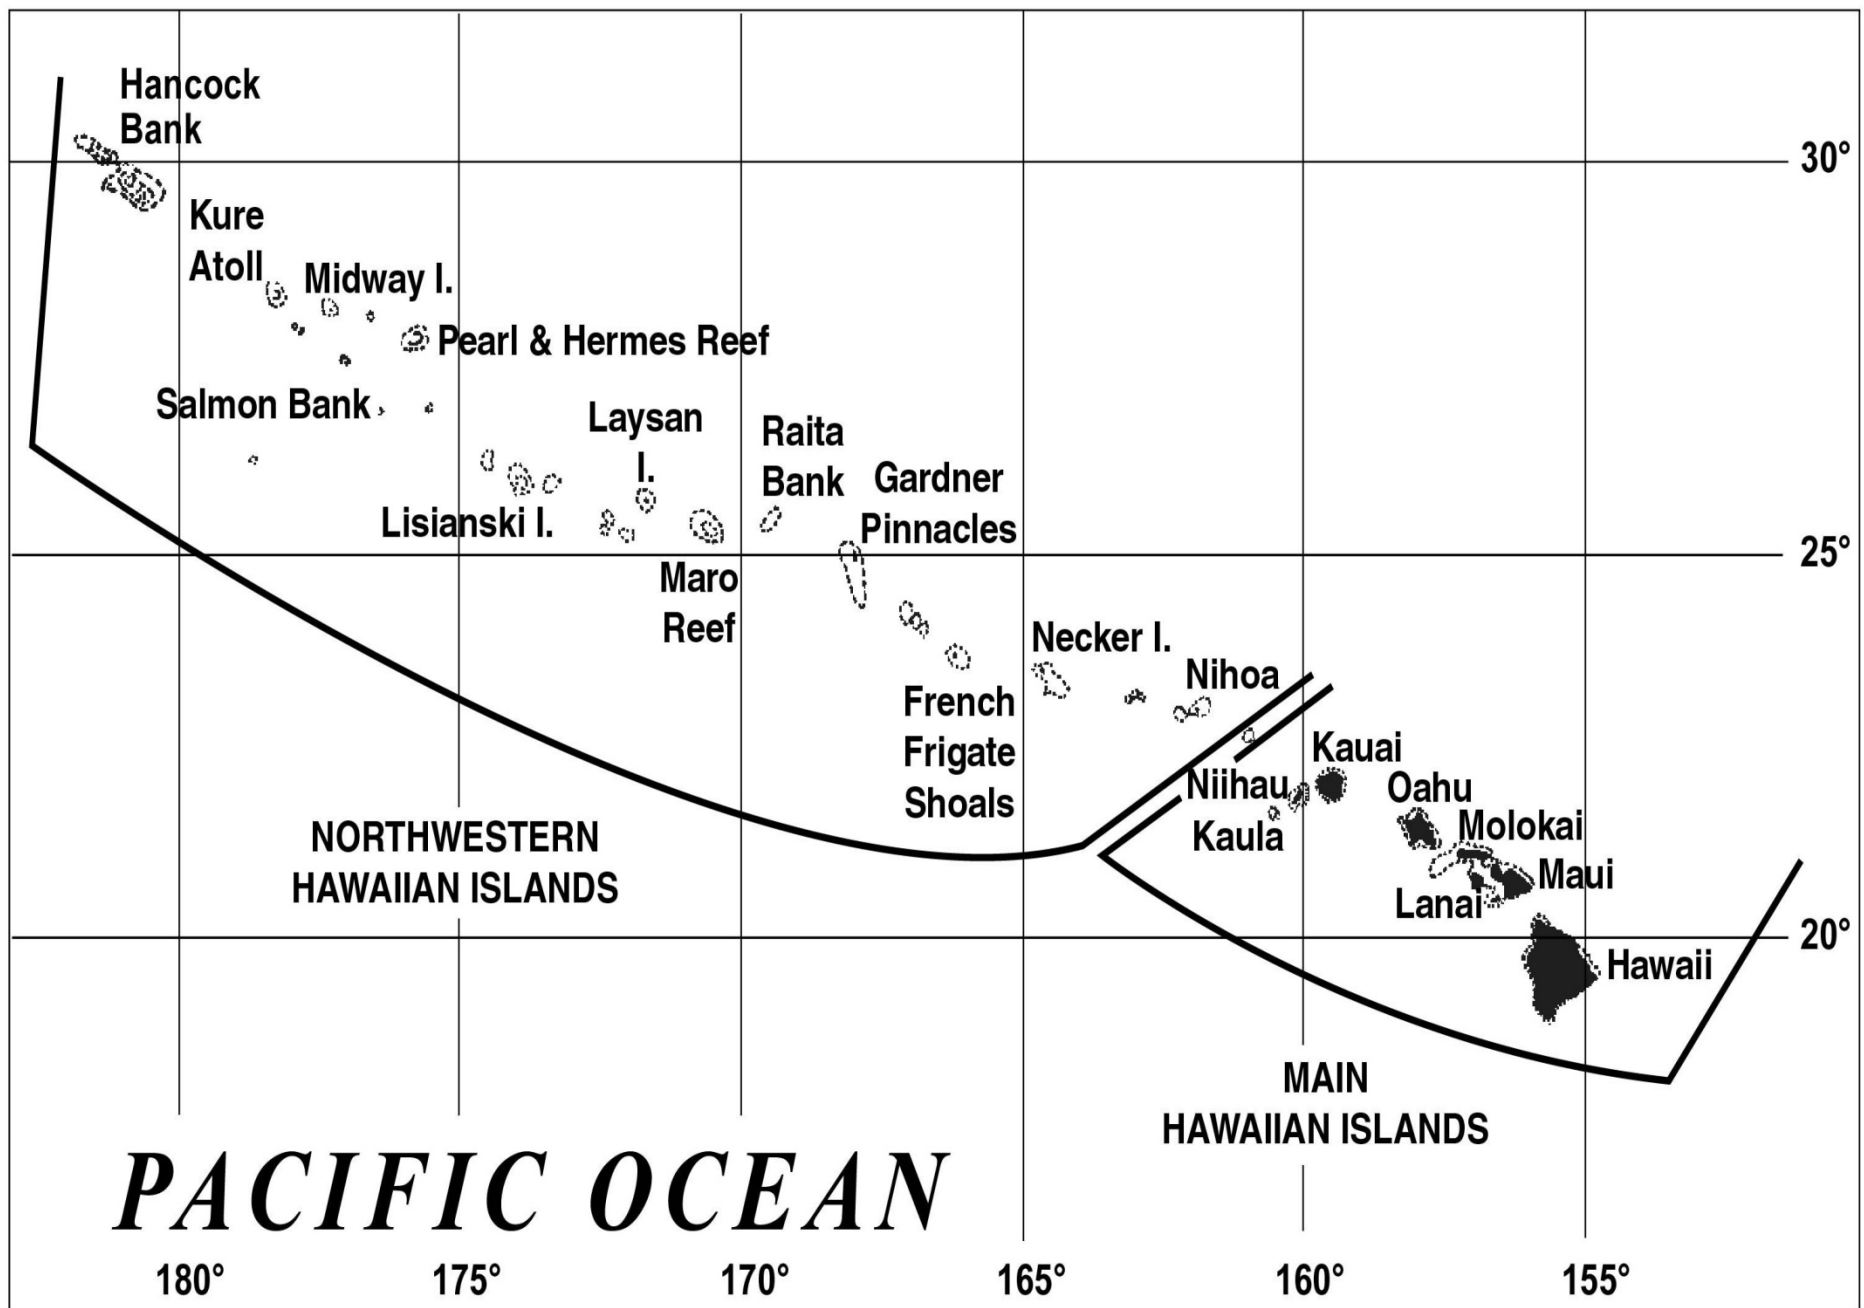 Hancock
Bank
30°
Kure
Atoll
Midway I.
Pearl & Hermes Reef
Salmon Bank
Laysan
I.
Raita
Bank
Gardner
Pinnacles
Lisianski I.
25°
Maro
Reef
Necker I.
Nihoa
French
Frigate
Shoals
Kauai
Niihau
Kaula
Oahu
Molokai
Maui
Lanai
NORTHWESTERN
HAWAIIAN ISLANDS
20°
Hawaii
MAIN
HAWAIIAN ISLANDS
PACIFIC OCEAN
180° 175° 170° 165° 160° 155°